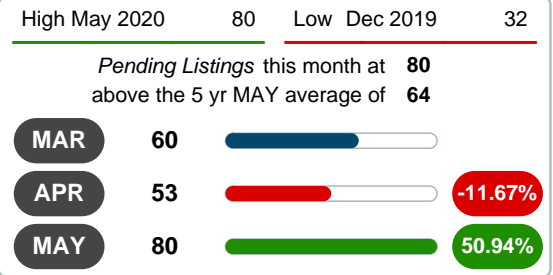 High May 2020 80 Low Dec 2019 32
Pending Listings this month at 80
above the 5 yr MAY average of 64
MAR 60
APR 53 -11.67%
MAY 80 50.94%